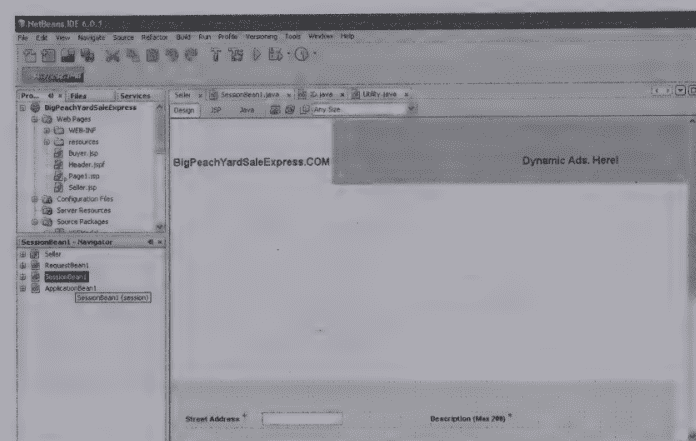 NetBeans IDE 6.0.1
File Edit View Navigate Source Refactor Build Run Profile Versioning Tools Window Help
Pro... Files Services
Seller SessionBean1.java Zi.java Utility.java
Design JSP Java Any Size
BigPeachYardSaleExpress
Web Pages
WEB-INF
resources
Buyer.jsp
Header.jspf
Page1.jsp
Seller.jsp
Configuration Files
Server Resources
Source Packages
BigPeachYardSaleExpress.COM
Dynamic Ads. Here!
SessionBean1 - Navigator
Seller
RequestBean1
SessionBean1
ApplicationBean1
SessionBean1 (session)
Street Address *
Description (Max 200) *